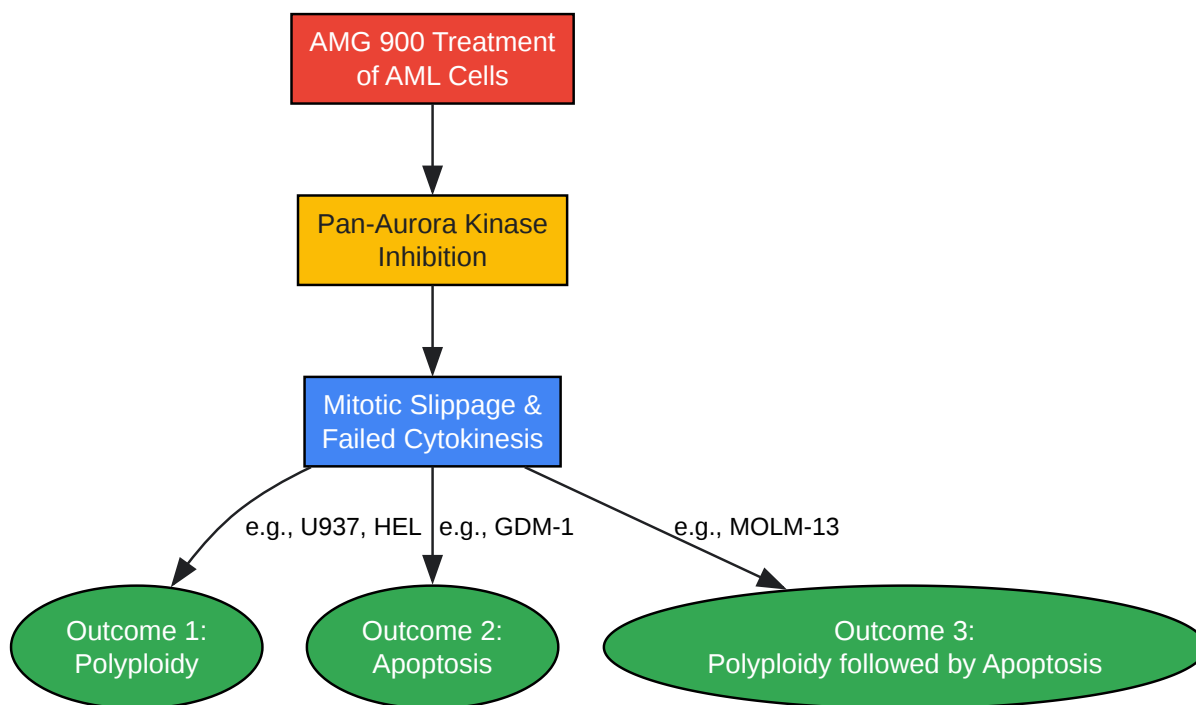 AMG 900 Treatment
of AML Cells
Pan-Aurora Kinase
Inhibition
Mitotic Slippage &
Failed Cytokinesis
e.g., U937, HEL
e.g., GDM-1
e.g., MOLM-13
Outcome 1:
Polyploidy
Outcome 2:
Apoptosis
Outcome 3:
Polyploidy followed by Apoptosis